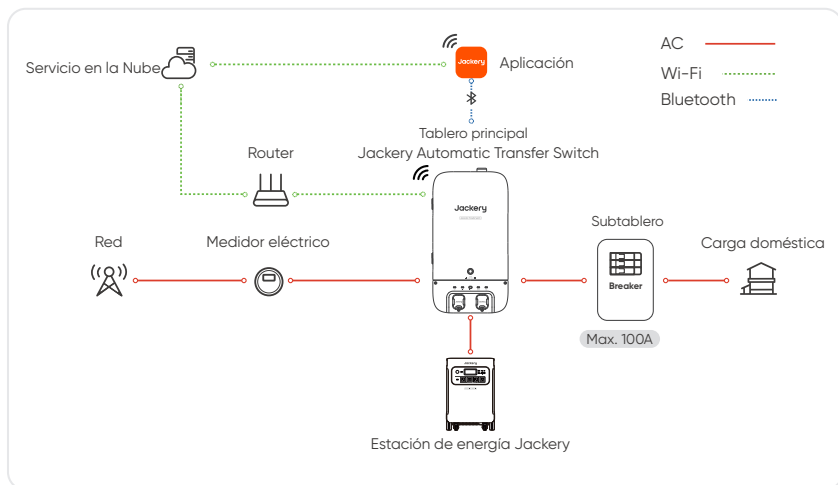 AC
Wi-Fi
Bluetooth
Servicio en la Nube
Jackery
Aplicación
Tablero principal
Jackery Automatic Transfer Switch
Router
Jackery
Red
Medidor eléctrico
Subtablero
Breaker
Max. 100A
Carga doméstica
Jackery
Estación de energía Jackery